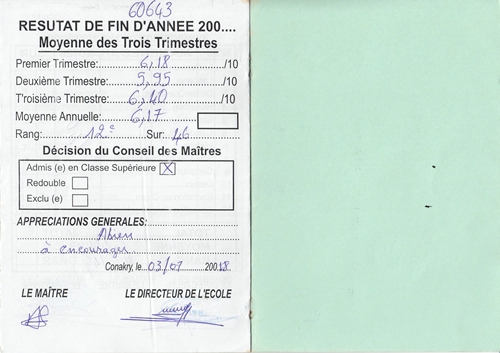 60643
RESUTAT DE FIN D'ANNEE 200....
Moyenne des Trois Trimestres
Premier Trimestre: 6,18 /10
Deuxième Trimestre: 5,95 /10
T'roisième Trimestre: 6,40 /10
Moyenne Annuelle: 6,17
Rang: 12e Sur: 46
Décision du Conseil des Maîtres
Admis (e) en Classe Supérieure X
Redouble
Exclu (e)
APPRECIATIONS GENERALES:
à encourager
Conakry, le 03/07 200
LE MAÎTRE LE DIRECTEUR DE L'ECOLE